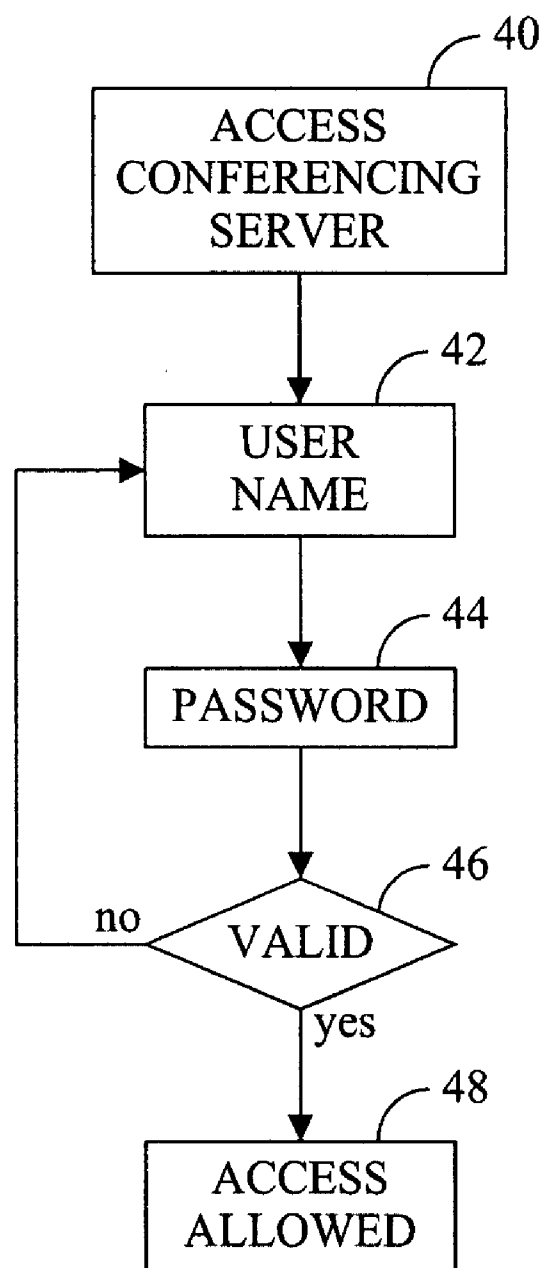 40
ACCESS
CONFERENCING
SERVER
42
USER
NAME
44
PASSWORD
46
VALID
no
yes
48
ACCESS
ALLOWED